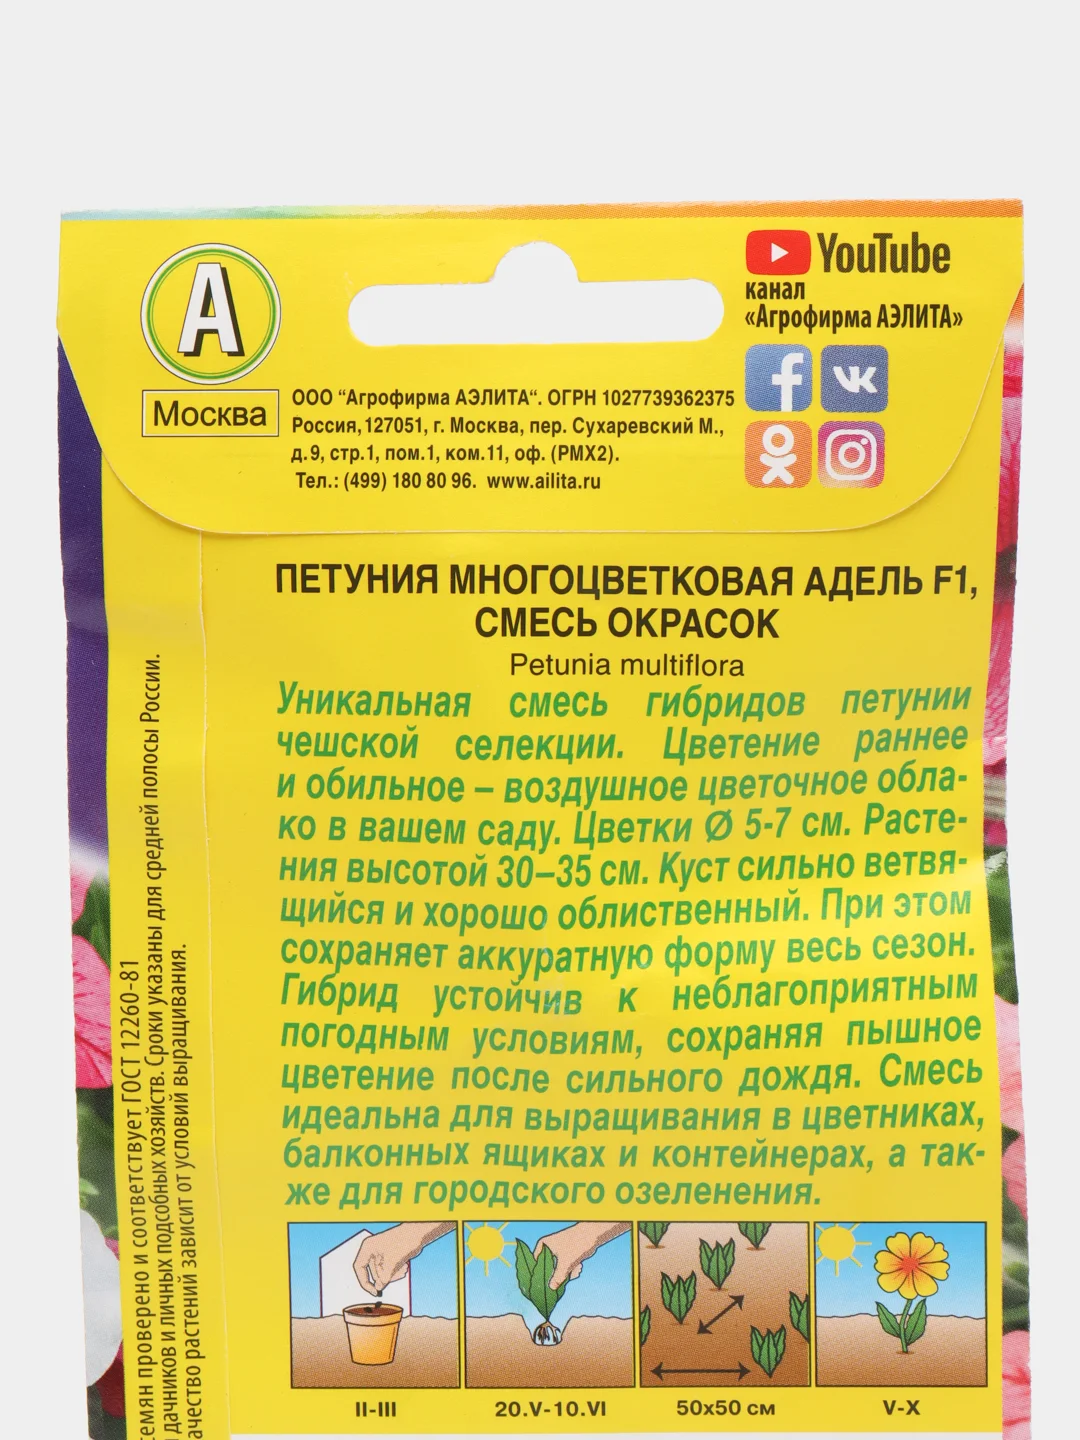 YouTube
канал
«Агрофирма АЭЛИТА»
А
Москва
ООО “Агрофирма АЭЛИТА“. ОГРН 1027739362375
Россия, 127051, г. Москва, пер. Сухаревский М.,
д.9, стр.1, пом.1, ком.11, оф. (РМХ2).
Тел.: (499) 180 80 96. www.ailita.ru
ПЕТУНИЯ МНОГОЦВЕТКОВАЯ АДЕЛЬ F1,
СМЕСЬ ОКРАСОК
Petunia multiflora
Уникальная смесь гибридов петунии
чешской селекции. Цветение раннее
и обильное – воздушное цветочное обла-
ко в вашем саду. Цветки Ø 5-7 см. Расте-
ния высотой 30–35 см. Куст сильно ветвя-
щийся и хорошо облиственный. При этом
сохраняет аккуратную форму весь сезон.
Гибрид устойчив к неблагоприятным
погодным условиям, сохраняя пышное
цветение после сильного дождя. Смесь
идеальна для выращивания в цветниках,
балконных ящиках и контейнерах, а так-
же для городского озеленения.
II-III
20.V-10.VI
50x50 см
V-X
семян проверено и соответствует ГОСТ 12260-81
дачников и личных подсобных хозяйств. Сроки указаны для средней полосы России.
ачество растений зависит от условий выращивания.